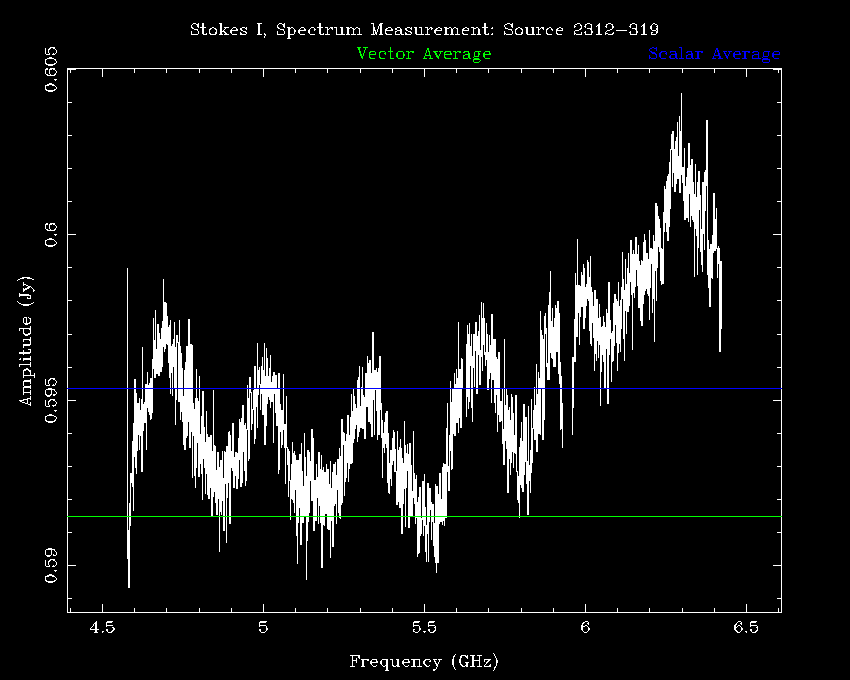 Stokes I, Spectrum Measurement: Source 2312-319
Vector Average Scalar Average
0.605
0.6
0.595
0.59
Amplitude (Jy)
4.5 5 5.5 6 6.5
Frequency (GHz)